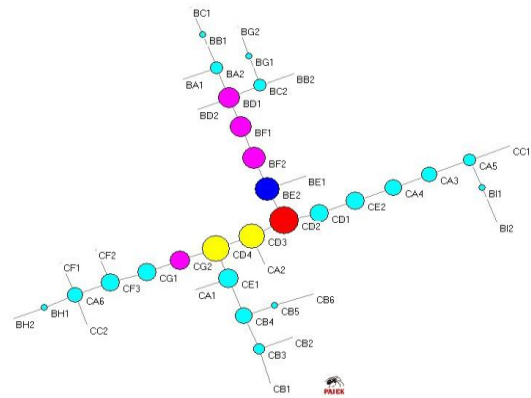 BC1
BG2
BB1
BG1
BA2
BB2
BA1
BC2
BD1
BD2
BF1
CC1
BF2
CA5
CA3
BE1
CA4
BI1
BE2
CE2
CD1
CD2
BI2
CD3
CD4
CF2
CA2
CG2
CF1
CG1
CF3
CE1
CA1
CA6
CB6
CB5
BH1
BH2
CB4
CC2
CB2
CB3
CB1
PAJEK